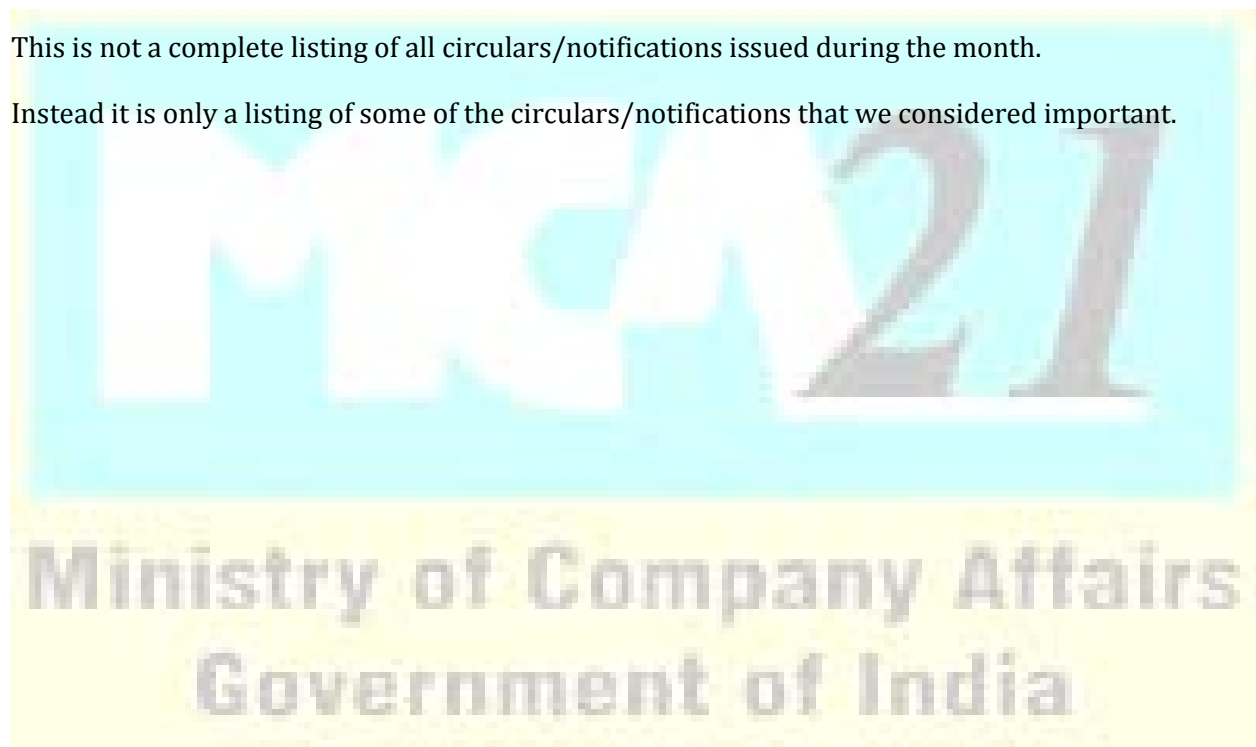 This is not a complete listing of all circulars/notifications issued during the month.
Instead it is only a listing of some of the circulars/notifications that we considered important.
MCA21
Ministry of Company Affairs
Government of India